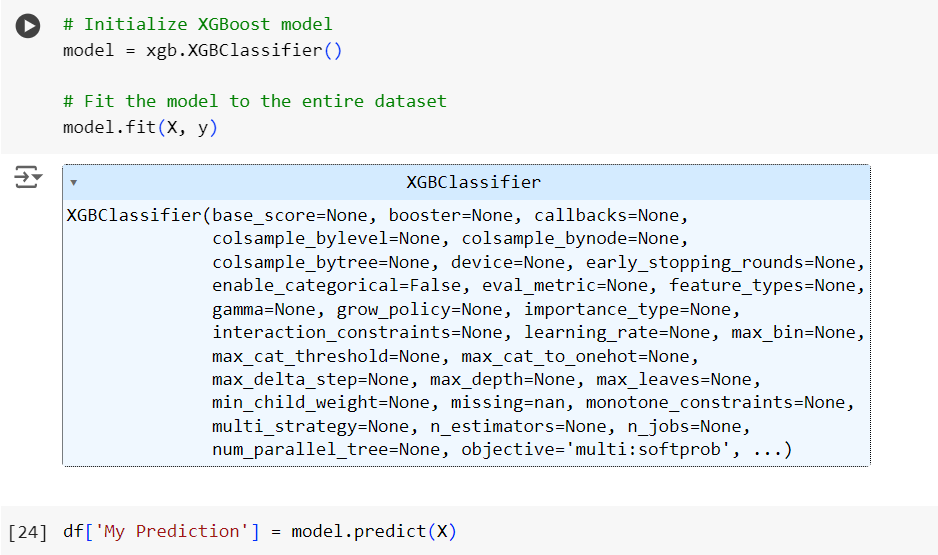 # Initialize XGBoost model
model = xgb.XGBClassifier()
# Fit the model to the entire dataset
model.fit(X, y)
XGBClassifier
XGBClassifier(base_score=None, booster=None, callbacks=None,
colsample_bylevel=None, colsample_bynode=None,
colsample_bytree=None, device=None, early_stopping_rounds=None,
enable_categorical=False, eval_metric=None, feature_types=None,
gamma=None, grow_policy=None, importance_type=None,
interaction_constraints=None, learning_rate=None, max_bin=None,
max_cat_threshold=None, max_cat_to_onehot=None,
max_delta_step=None, max_depth=None, max_leaves=None,
min_child_weight=None, missing=nan, monotone_constraints=None,
multi_strategy=None, n_estimators=None, n_jobs=None,
num_parallel_tree=None, objective='multi:softprob', ...)
[24] df['My Prediction'] = model.predict(X)